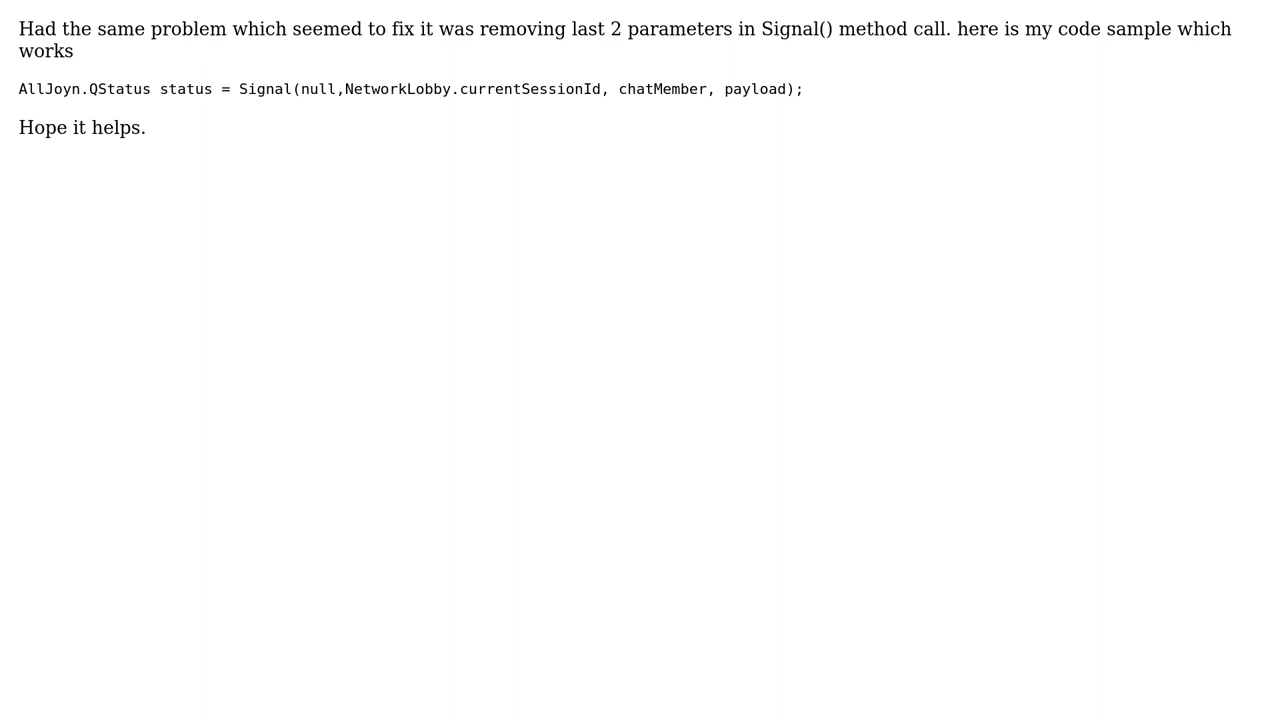 Had the same problem which seemed to fix it was removing last 2 parameters in Signal() method call. here is my code sample which
works
AllJoyn.QStatus status = Signal(null,NetworkLobby.currentSessionId, chatMember, payload);
Hope it helps.